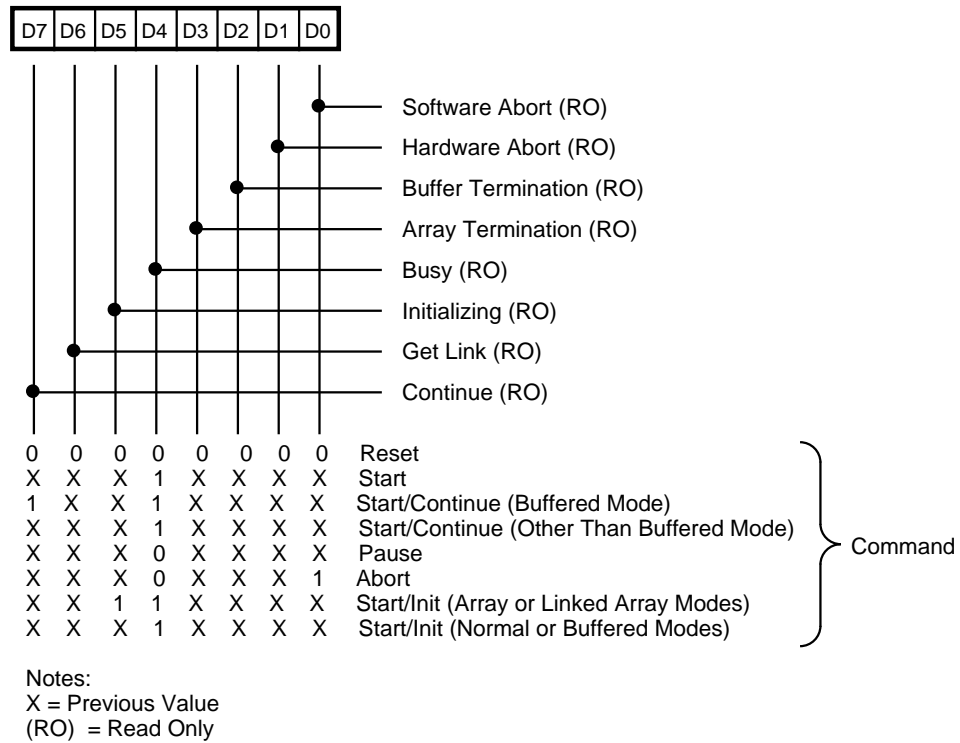 D7 D6 D5 D4 D3 D2 D1 D0
Software Abort (RO)
Hardware Abort (RO)
Buffer Termination (RO)
Array Termination (RO)
Busy (RO)
Initializing (RO)
Get Link (RO)
Continue (RO)
0 0 0 0 0 0 0 0 Reset
X X X 1 X X X X Start
1 X X 1 X X X X Start/Continue (Buffered Mode)
X X X 1 X X X X Start/Continue (Other Than Buffered Mode)
X X X 0 X X X X Pause
X X X 0 X X X 1 Abort
X X 1 1 X X X X Start/Init (Array or Linked Array Modes)
X X X 1 X X X X Start/Init (Normal or Buffered Modes)
Command
Notes:
X = Previous Value
(RO) = Read Only